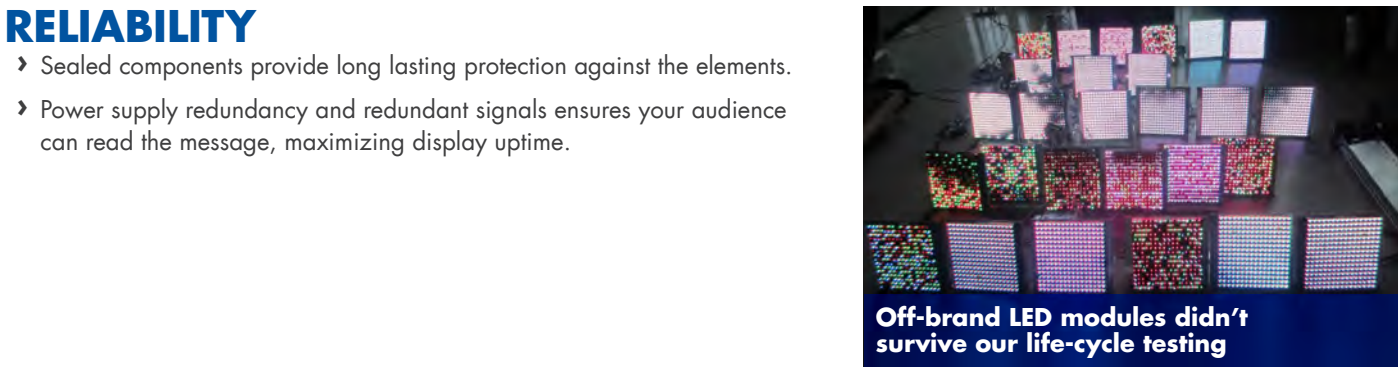 RELIABILITY
› Sealed components provide long lasting protection against the elements.
› Power supply redundancy and redundant signals ensures your audience
can read the message, maximizing display uptime.
Off-brand LED modules didn’t
survive our life-cycle testing